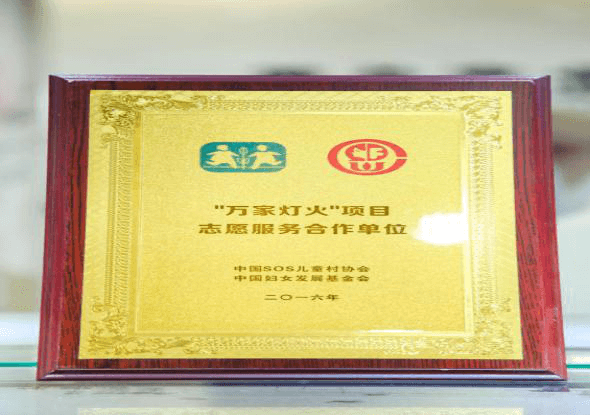 "万家灯火"项目
志愿服务合作单位
中国SOS儿童村协会
中国妇女发展基金会
二〇一六年